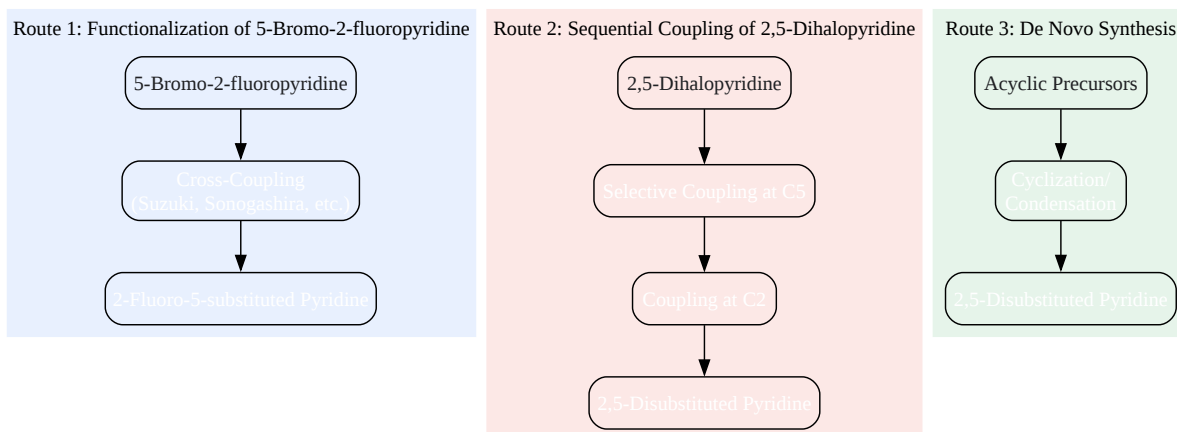 Route 1: Functionalization of 5-Bromo-2-fluoropyridine
5-Bromo-2-fluoropyridine
Cross-Coupling
(Suzuki, Sonogashira, etc.)
2-Fluoro-5-substituted Pyridine
Route 2: Sequential Coupling of 2,5-Dihalopyridine
2,5-Dihalopyridine
Selective Coupling at C5
Coupling at C2
2,5-Disubstituted Pyridine
Route 3: De Novo Synthesis
Acyclic Precursors
Cyclization/
Condensation
2,5-Disubstituted Pyridine